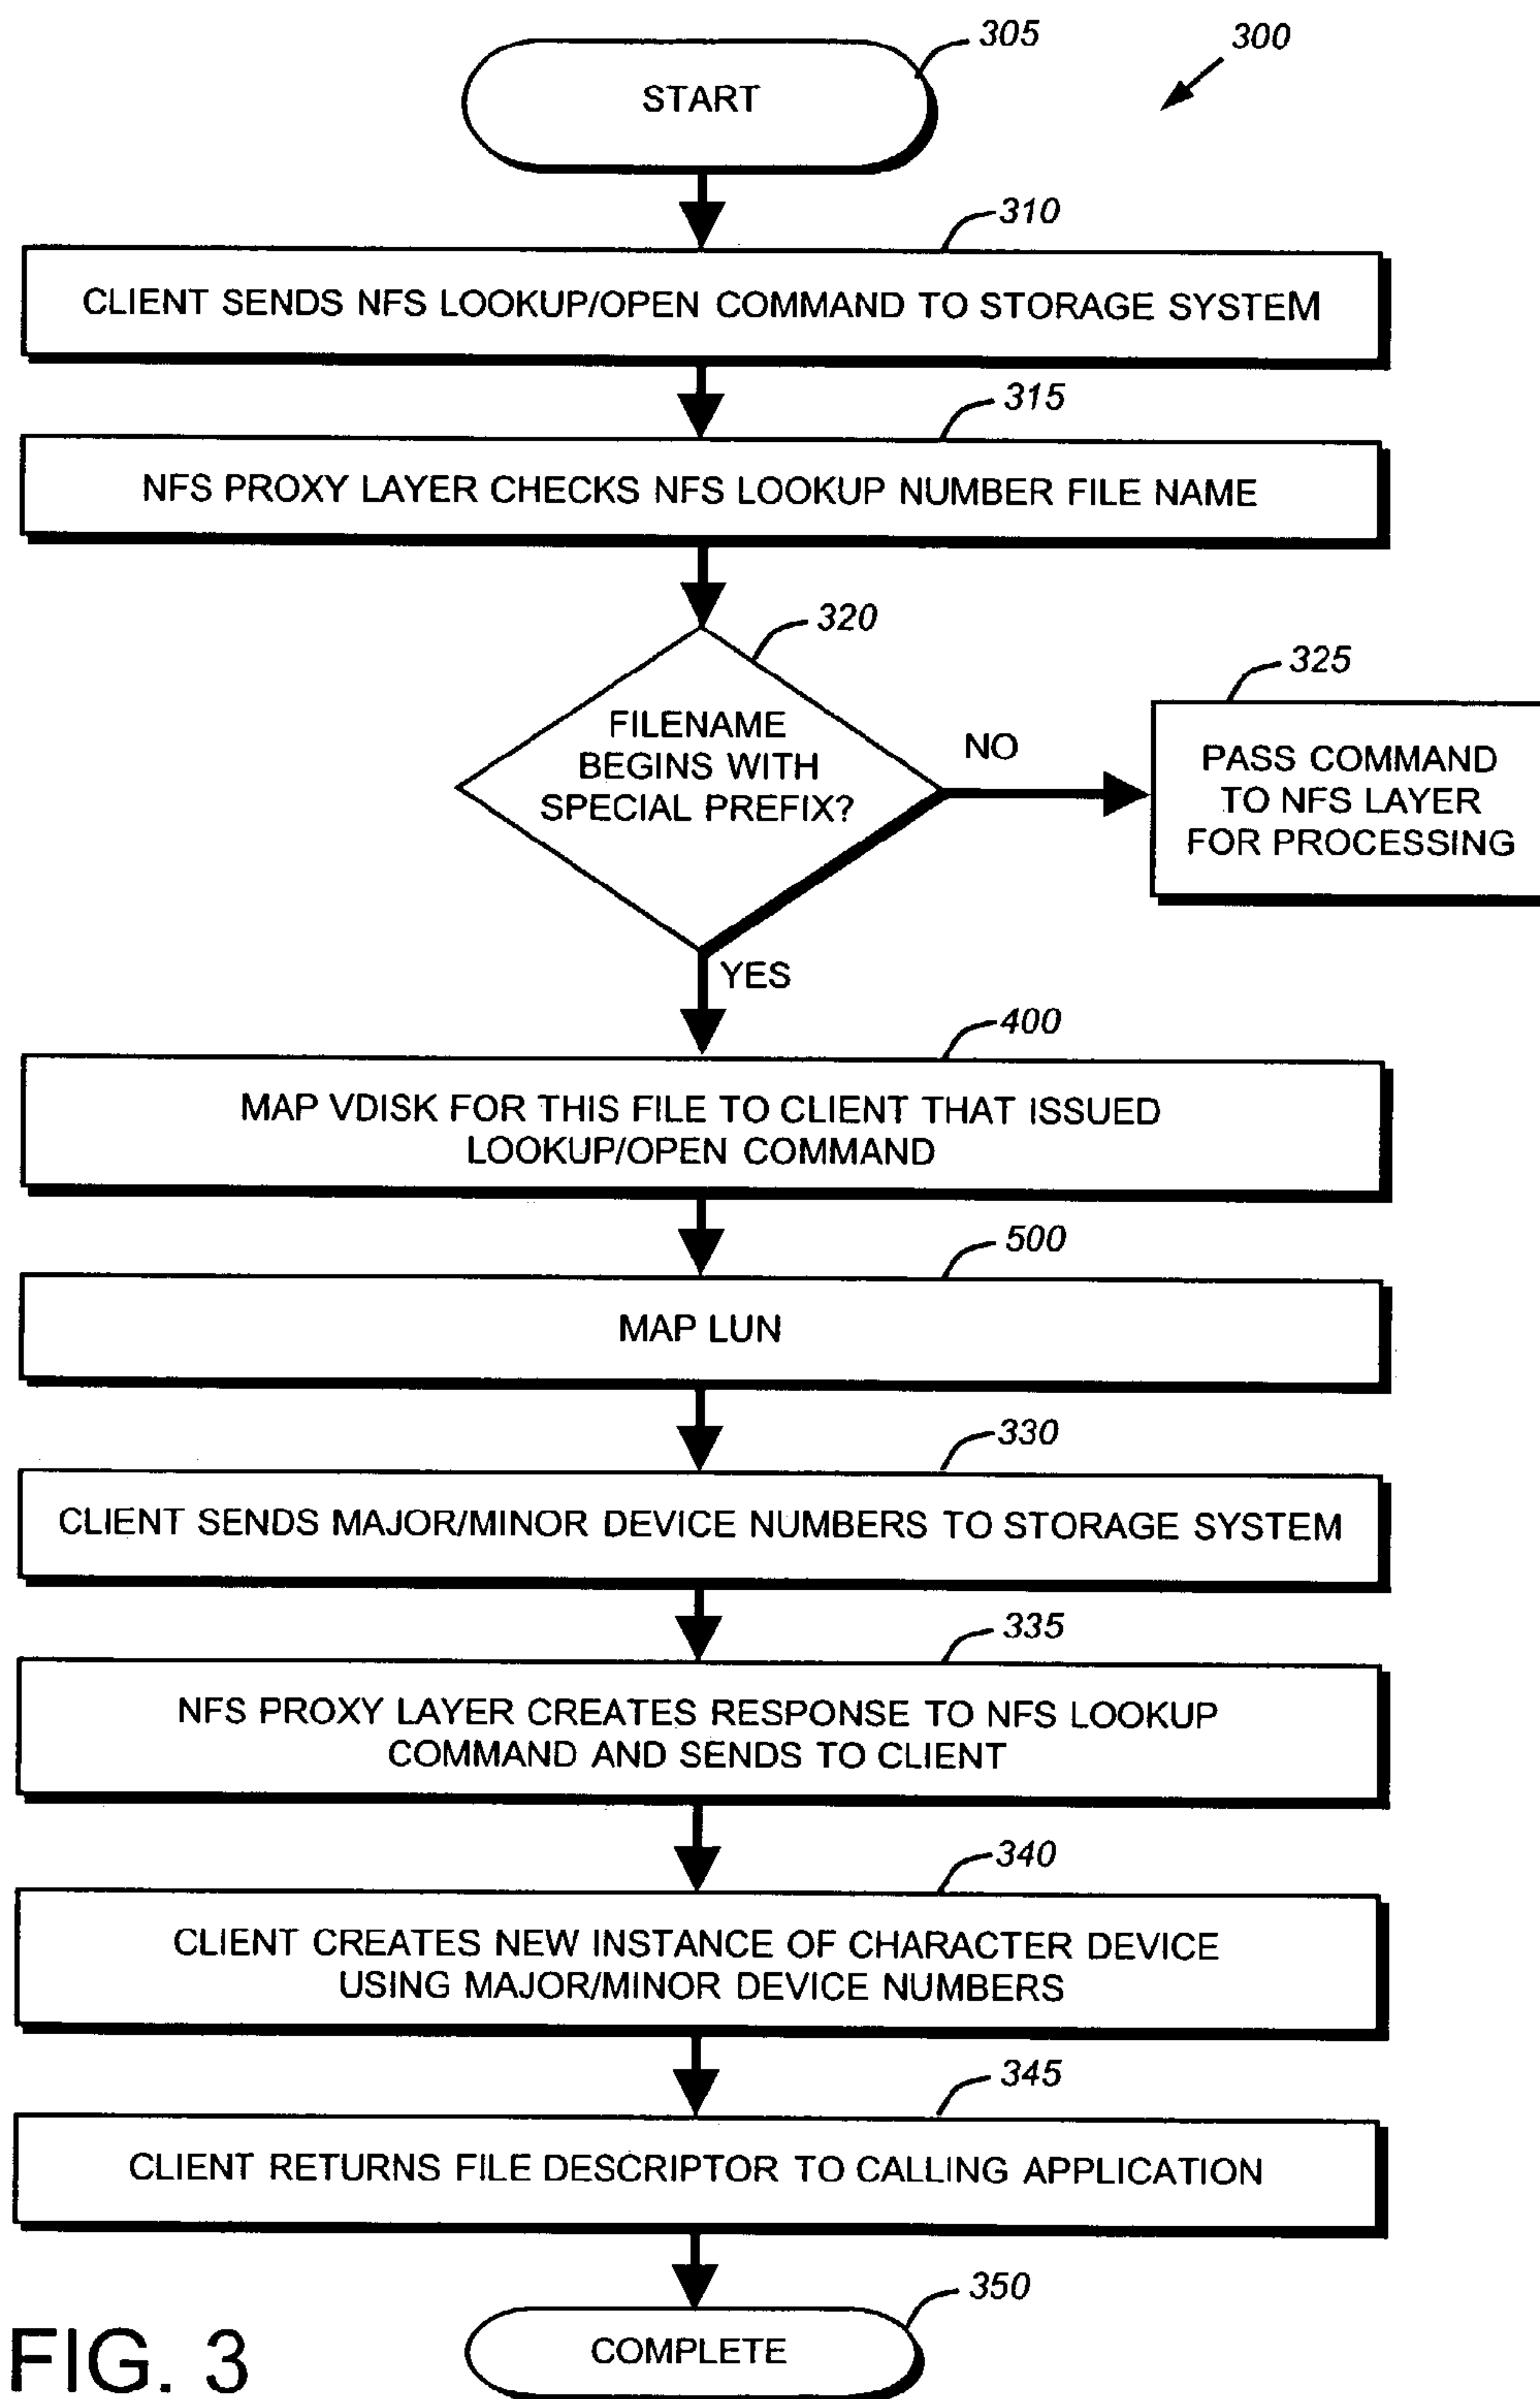 305
300
START
310
CLIENT SENDS NFS LOOKUP/OPEN COMMAND TO STORAGE SYSTEM
315
NFS PROXY LAYER CHECKS NFS LOOKUP NUMBER FILE NAME
320
FILENAME
BEGINS WITH
SPECIAL PREFIX?
NO
325
PASS COMMAND
TO NFS LAYER
FOR PROCESSING
YES
400
MAP VDISK FOR THIS FILE TO CLIENT THAT ISSUED
LOOKUP/OPEN COMMAND
500
MAP LUN
330
CLIENT SENDS MAJOR/MINOR DEVICE NUMBERS TO STORAGE SYSTEM
335
NFS PROXY LAYER CREATES RESPONSE TO NFS LOOKUP
COMMAND AND SENDS TO CLIENT
340
CLIENT CREATES NEW INSTANCE OF CHARACTER DEVICE
USING MAJOR/MINOR DEVICE NUMBERS
345
CLIENT RETURNS FILE DESCRIPTOR TO CALLING APPLICATION
350
COMPLETE
FIG. 3